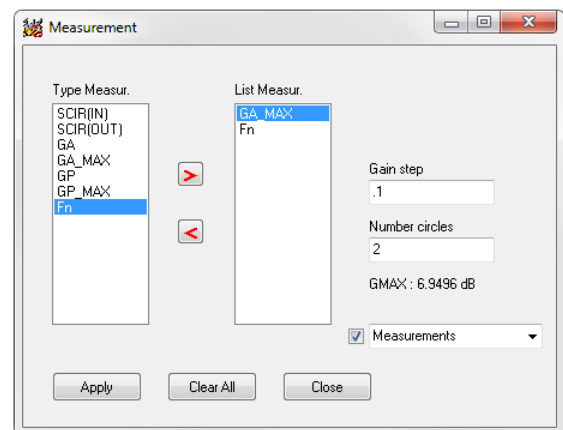 Measurement
Type Measur.
SCIR(IN)
SCIR(OUT)
GA
GA_MAX
GP
GP_MAX
Fn
>
<
List Measur.
GA_MAX
Fn
Gain step
.1
Number circles
2
GMAX : 6.9496 dB
Measurements
Apply
Clear All
Close